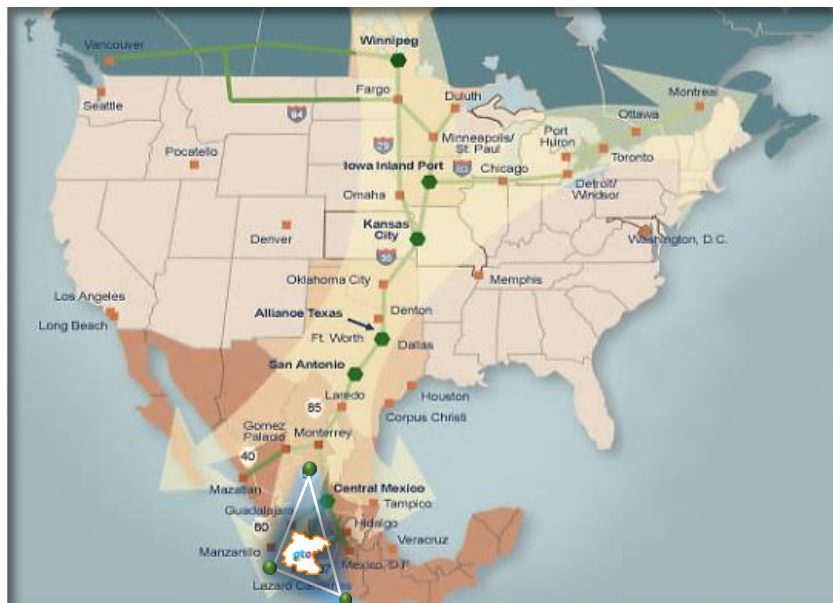 Vancouver
Winnipeg
Seattle
Fargo
Duluth
Montreal
94
Ottawa
29
Minneapolis/
St. Paul
Port
Huron
Toronto
Pocatello
Iowa Inland Port
80
Chicago
Detroit/
Windsor
Omaha
Kansas
City
Denver
Washington, D.C.
35
Oklahoma City
Memphis
Los Angeles
Long Beach
Alliance Texas
Denton
Ft. Worth
Dallas
San Antonio
Laredo
Houston
85
Corpus Christi
Gomez
Palacio
Monterrey
40
Mazatlan
Central Mexico
Guadalajara
Tampico
80
Hidalgo
Manzanillo
Veracruz
Mexico, D.F.
Lazaro Cardenas